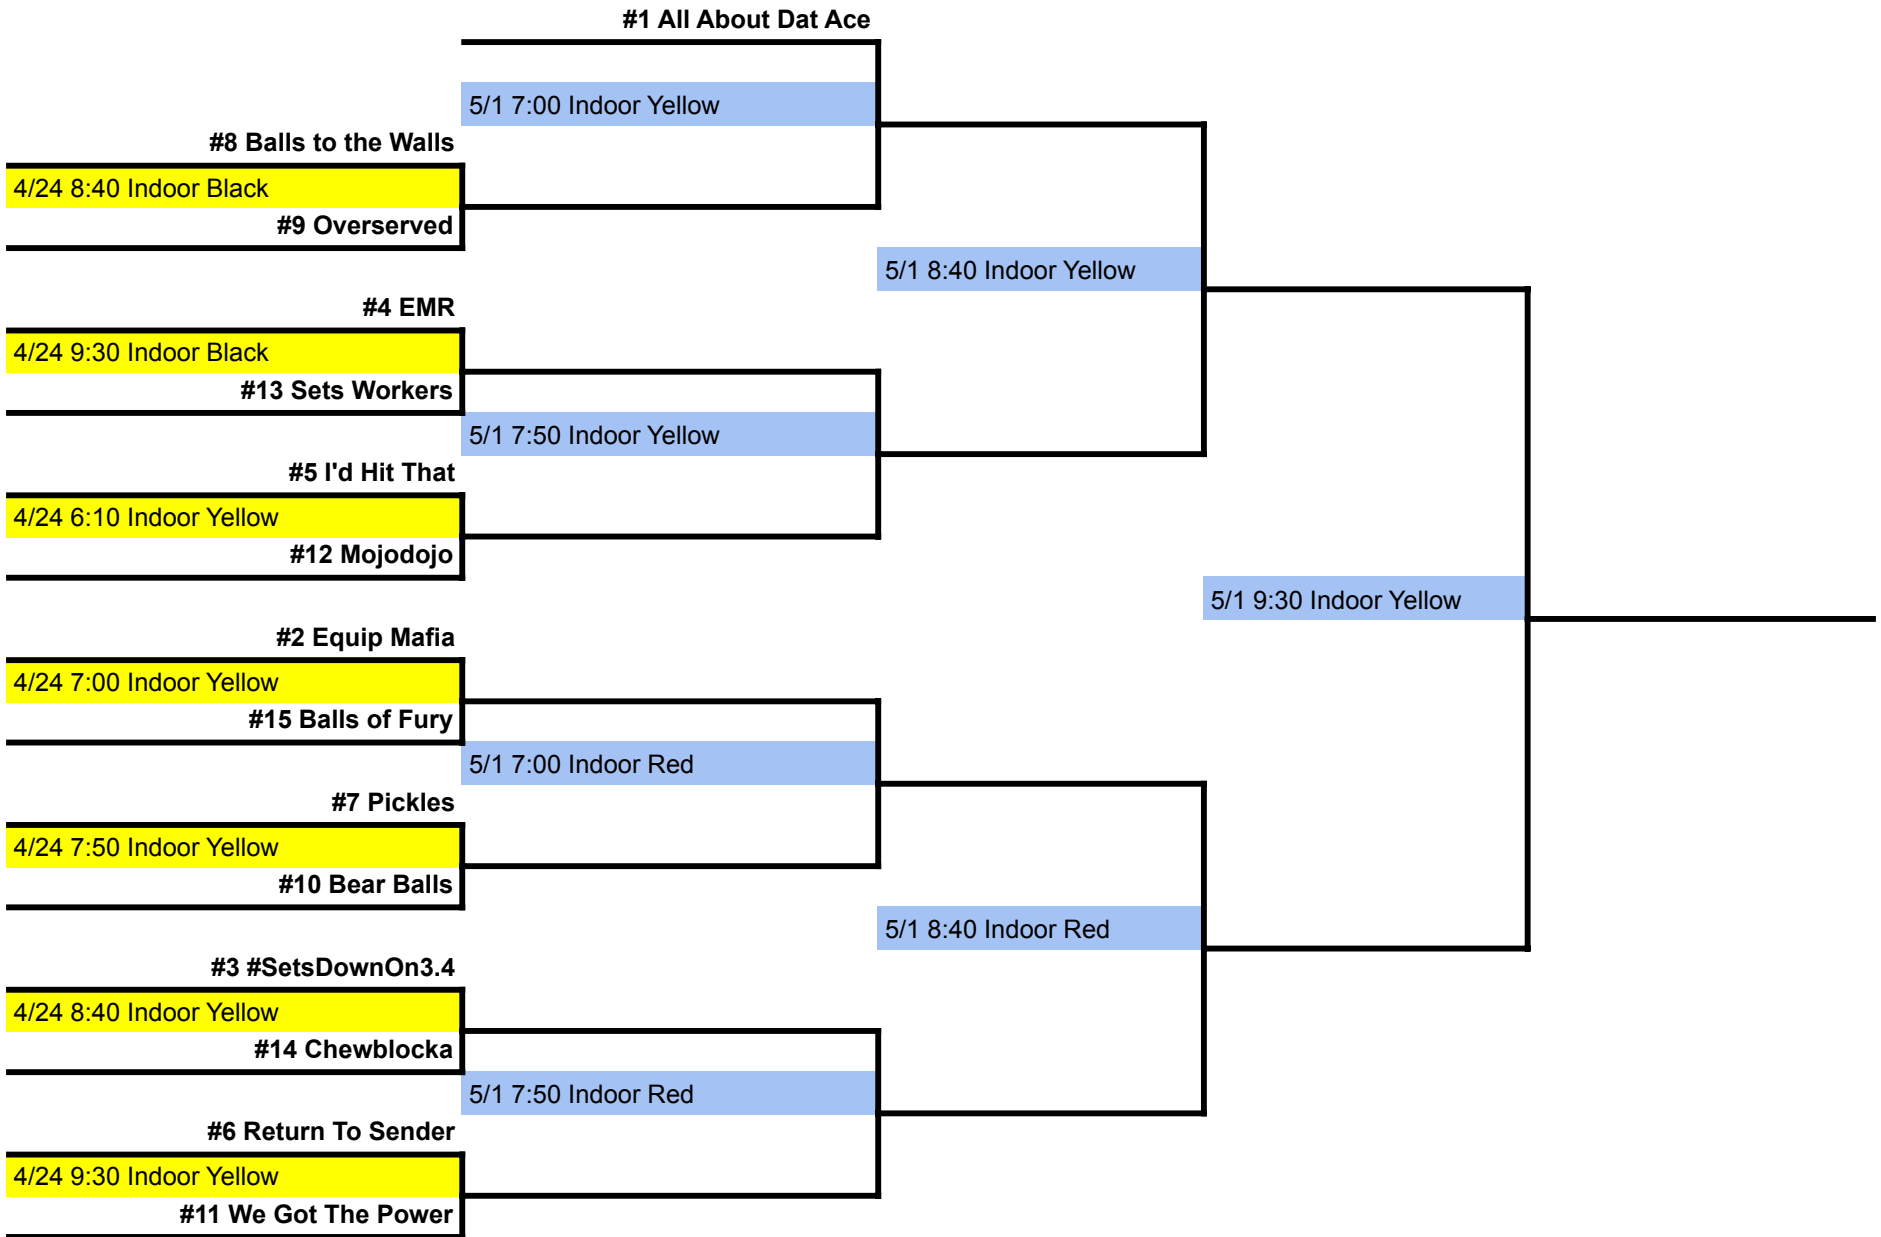 #1 All About Dat Ace
5/1 7:00 Indoor Yellow
#8 Balls to the Walls
4/24 8:40 Indoor Black
#9 Overserved
5/1 8:40 Indoor Yellow
#4 EMR
4/24 9:30 Indoor Black
#13 Sets Workers
5/1 7:50 Indoor Yellow
#5 I'd Hit That
4/24 6:10 Indoor Yellow
#12 Mojodojo
5/1 9:30 Indoor Yellow
#2 Equip Mafia
4/24 7:00 Indoor Yellow
#15 Balls of Fury
5/1 7:00 Indoor Red
#7 Pickles
4/24 7:50 Indoor Yellow
#10 Bear Balls
5/1 8:40 Indoor Red
#3 #SetsDownOn3.4
4/24 8:40 Indoor Yellow
#14 Chewblocka
5/1 7:50 Indoor Red
#6 Return To Sender
4/24 9:30 Indoor Yellow
#11 We Got The Power